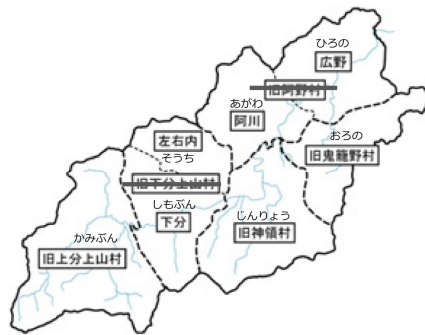 ひろの
広野
旧阿野村
あがわ
阿川
おろの
旧鬼籠野村
左右内
そうち
旧下分上山村
しもぶん
下分
じんりょう
旧神領村
かみぶん
旧上分上山村